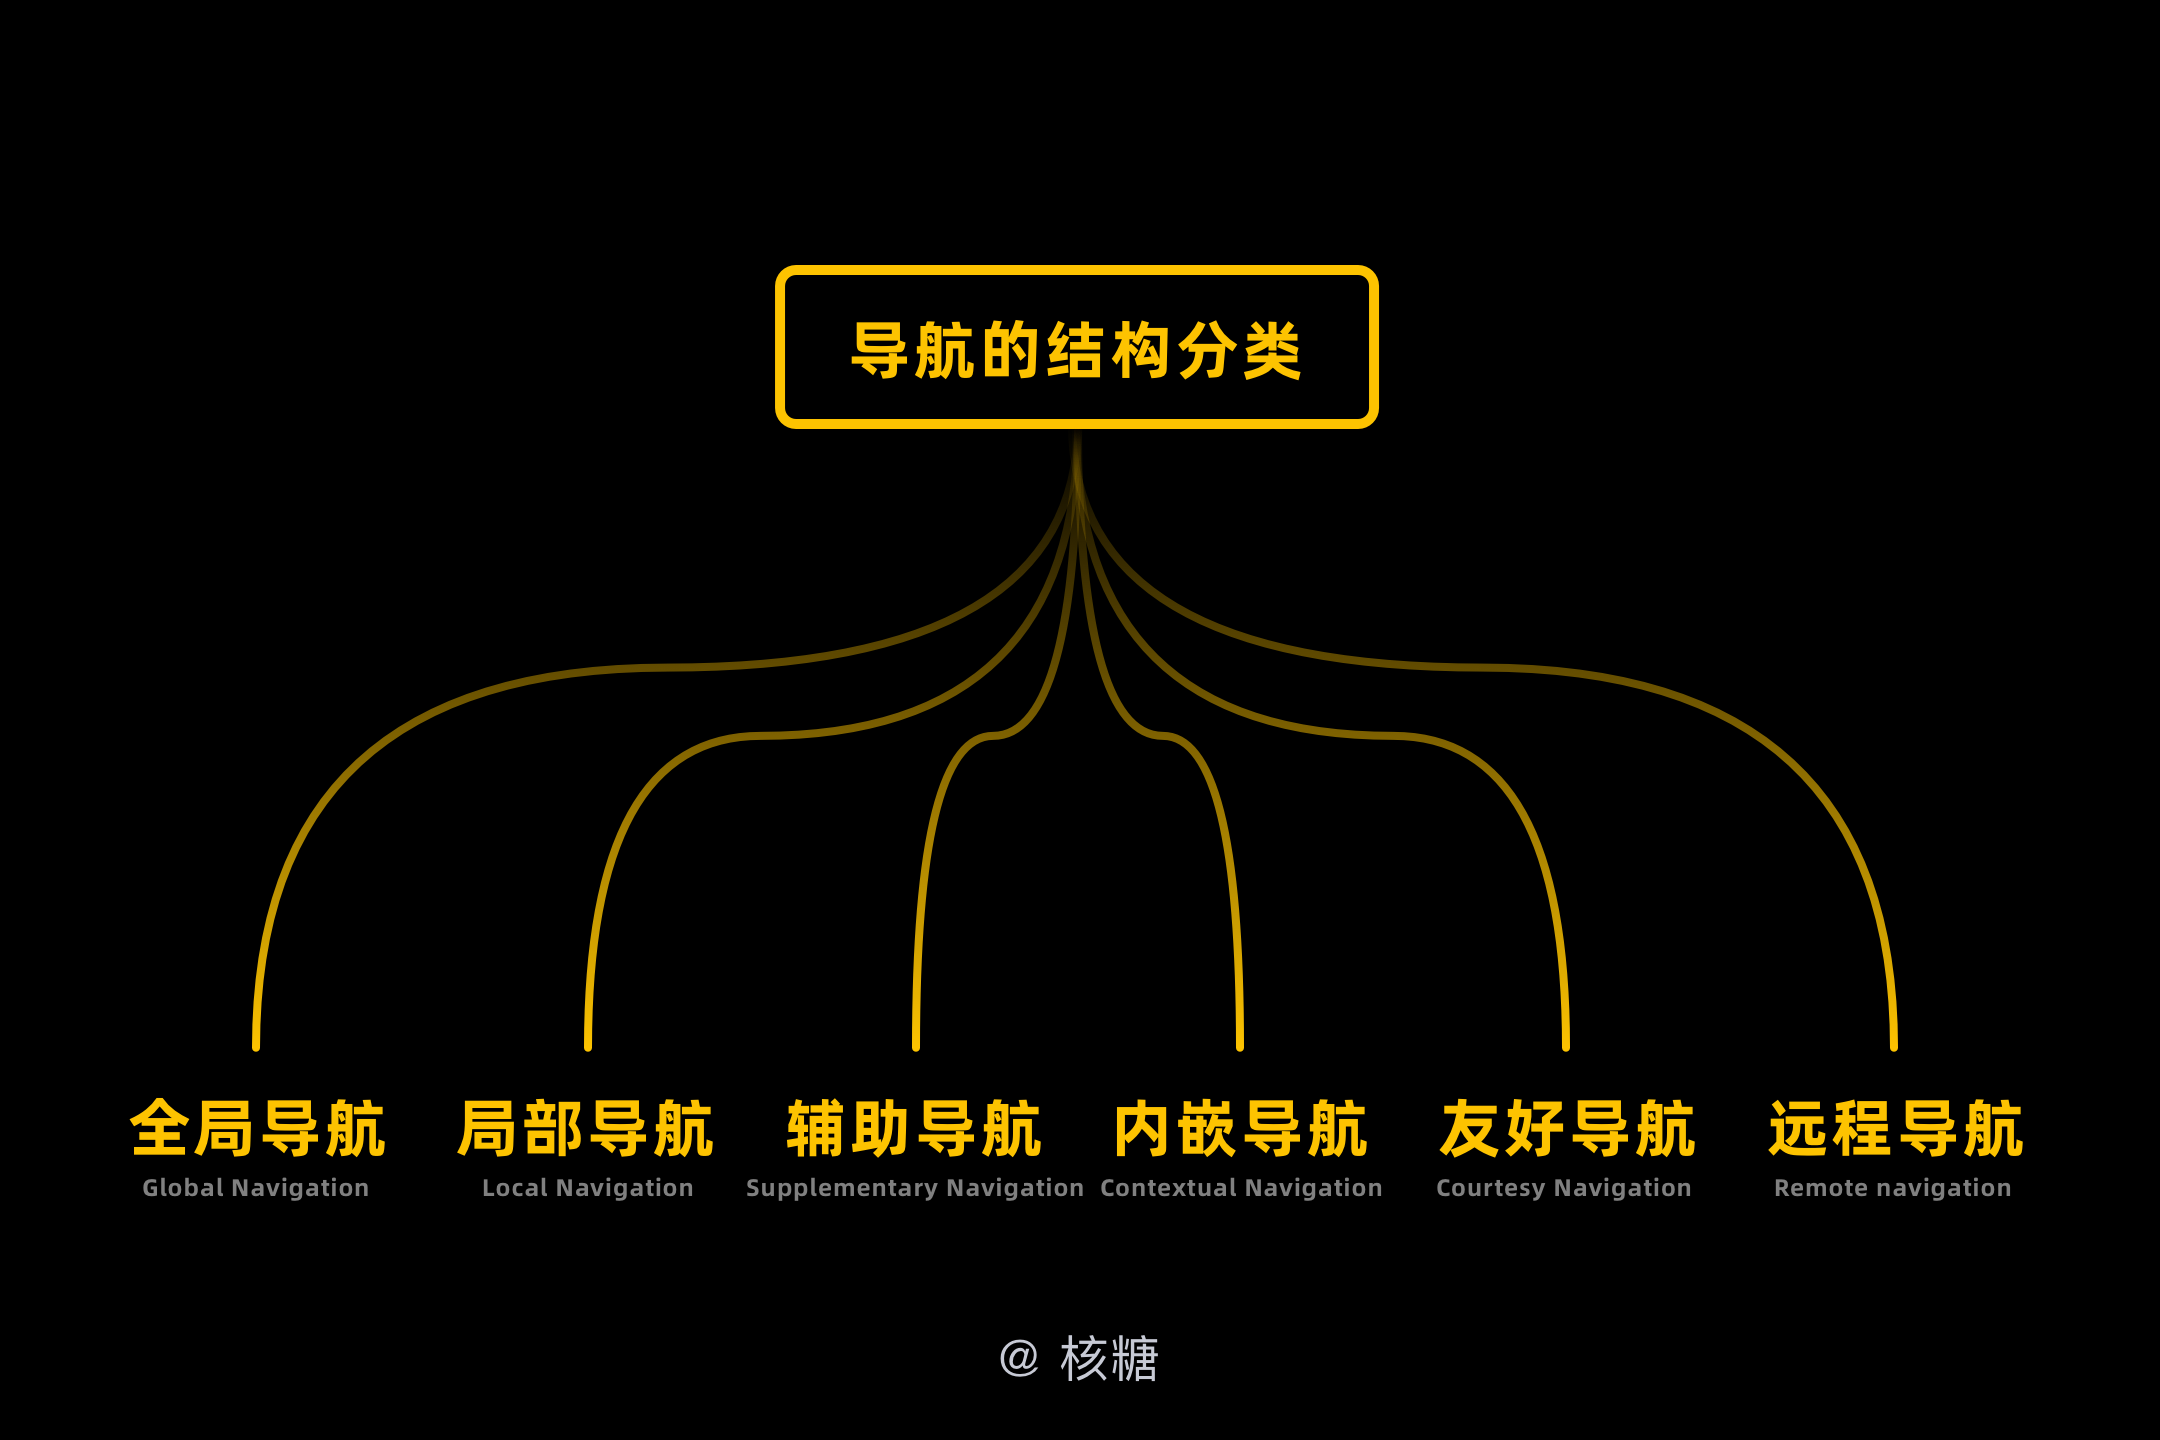 导航的结构分类
全局导航 局部导航 辅助导航 内嵌导航 友好导航 远程导航
Global Navigation Local Navigation Supplementary Navigation Contextual Navigation Courtesy Navigation Remote navigation
@ 核糖